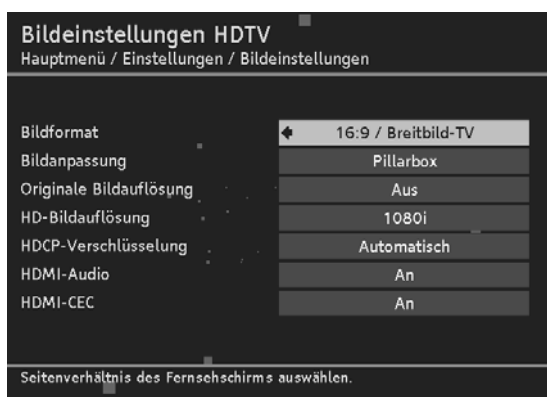 Bildeinstellungen HDTV
Hauptmenü / Einstellungen / Bildeinstellungen
Bildformat 16:9 / Breitbild-TV
Bildanpassung Pillarbox
Originale Bildauflösung Aus
HD-Bildauflösung 1080i
HDCP-Verschlüsselung Automatisch
HDMI-Audio An
HDMI-CEC An
Seitenverhältnis des Fernsehschirms auswählen.